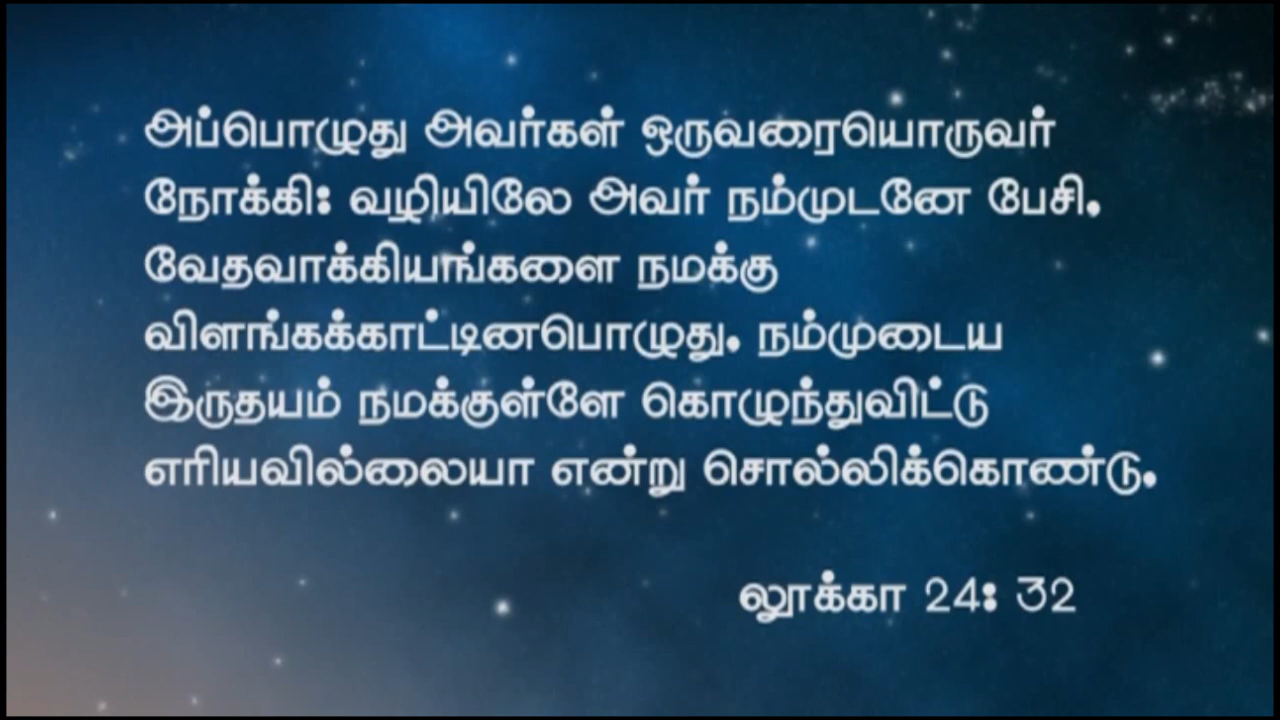 அப்பொழுது அவர்கள் ஒருவரையொருவர்
நோக்கி: வழியிலே அவர் நம்முடனே பேசி,
வேதவாக்கியங்களை நமக்கு
விளங்கக்காட்டினபொழுது, நம்முடைய
இருதயம் நமக்குள்ளே கொழுந்துவிட்டு
எரியவில்லையா என்று சொல்லிக்கொண்டு,
லூக்கா 24: 32